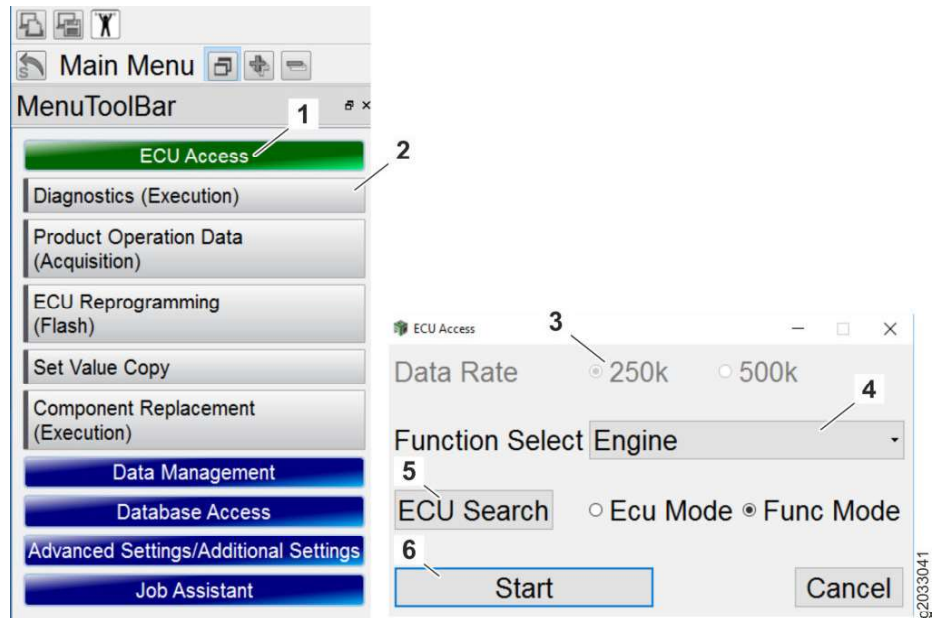 Main Menu
MenuToolBar
1
ECU Access
2
Diagnostics (Execution)
Product Operation Data
(Acquisition)
ECU Reprogramming
(Flash)
Set Value Copy
Component Replacement
(Execution)
Data Management
Database Access
Advanced Settings/Additional Settings
Job Assistant
ECU Access
3
Data Rate 250k 500k
4
Function Select Engine
5
ECU Search Ecu Mode Func Mode
6
Start Cancel
g2033041